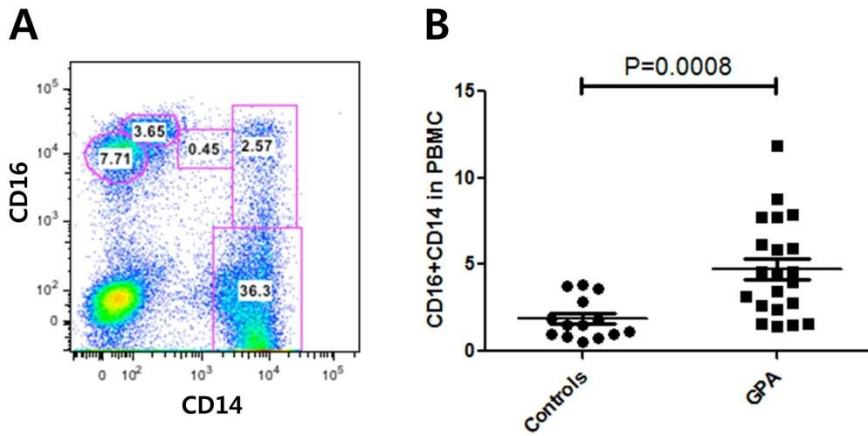 A
B
P=0.0008
CD16
10^5
10^4
10^3
10^2
0
3.65
7.71
0.45
2.57
36.3
0 10^2 10^3 10^4 10^5
CD14
CD16+CD14 in PBMC
15
10
5
0
Controls
GPA